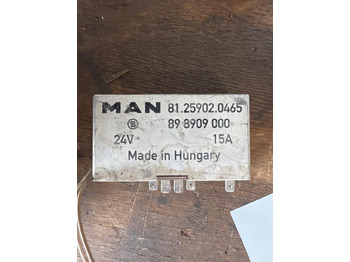 MAN 81.25902.0465
89 8909 000
24V 15A
Made in Hungary